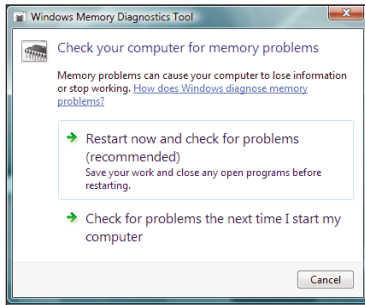 Windows Memory Diagnostics Tool
Check your computer for memory problems
Memory problems can cause your computer to lose information
or stop working. How does Windows diagnose memory
problems?
Restart now and check for problems
(recommended)
Save your work and close any open programs before
restarting.
Check for problems the next time I start my
computer
Cancel